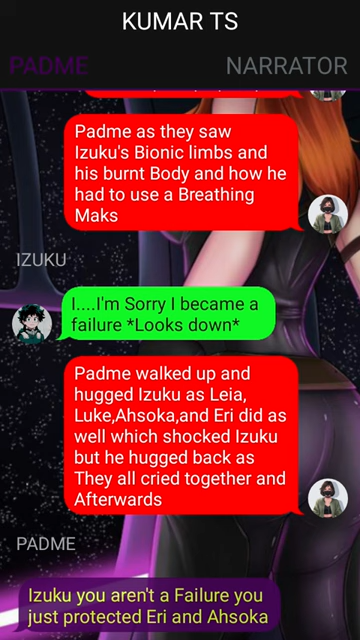 KUMAR TS
PADME
NARRATOR
Padme as they saw
Izuku's Bionic limbs and
his burnt Body and how he
had to use a Breathing
Maks
IZUKU
I....I'm Sorry I became a
failure *Looks down*
Padme walked up and
hugged Izuku as Leia,
Luke,Ahsoka,and Eri did as
well which shocked Izuku
but he hugged back as
They all cried together and
Afterwards
PADME
Izuku you aren't a Failure you
just protected Eri and Ahsoka